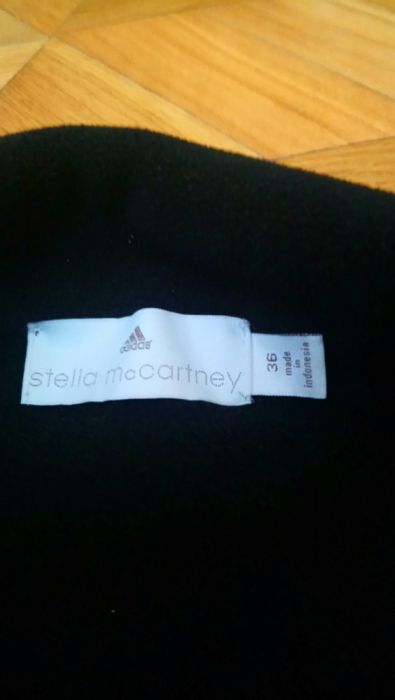 adidas
stella mcCartney
36
made
in
indonesia